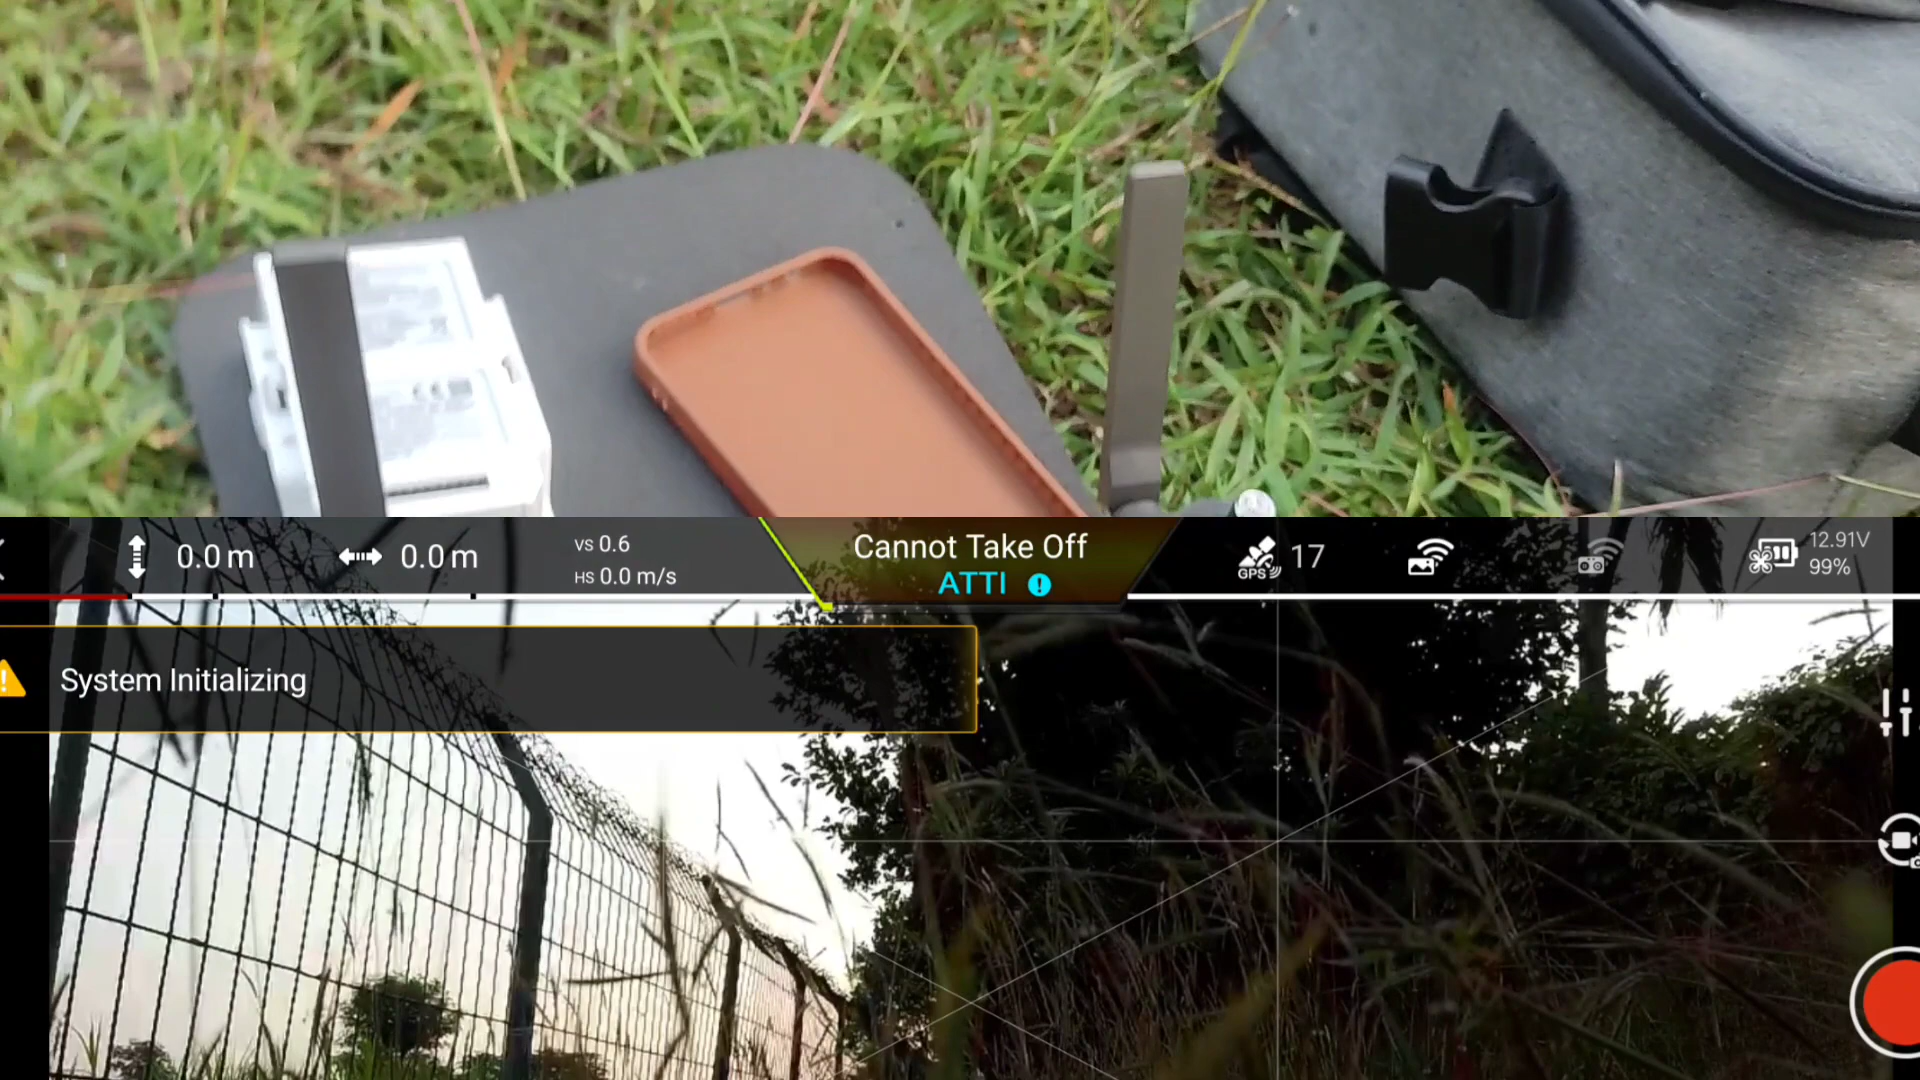 0.0 m
0.0 m
VS 0.6
HS 0.0 m/s
Cannot Take Off
ATTI
GPS
17
12.91V
99%
System Initializing